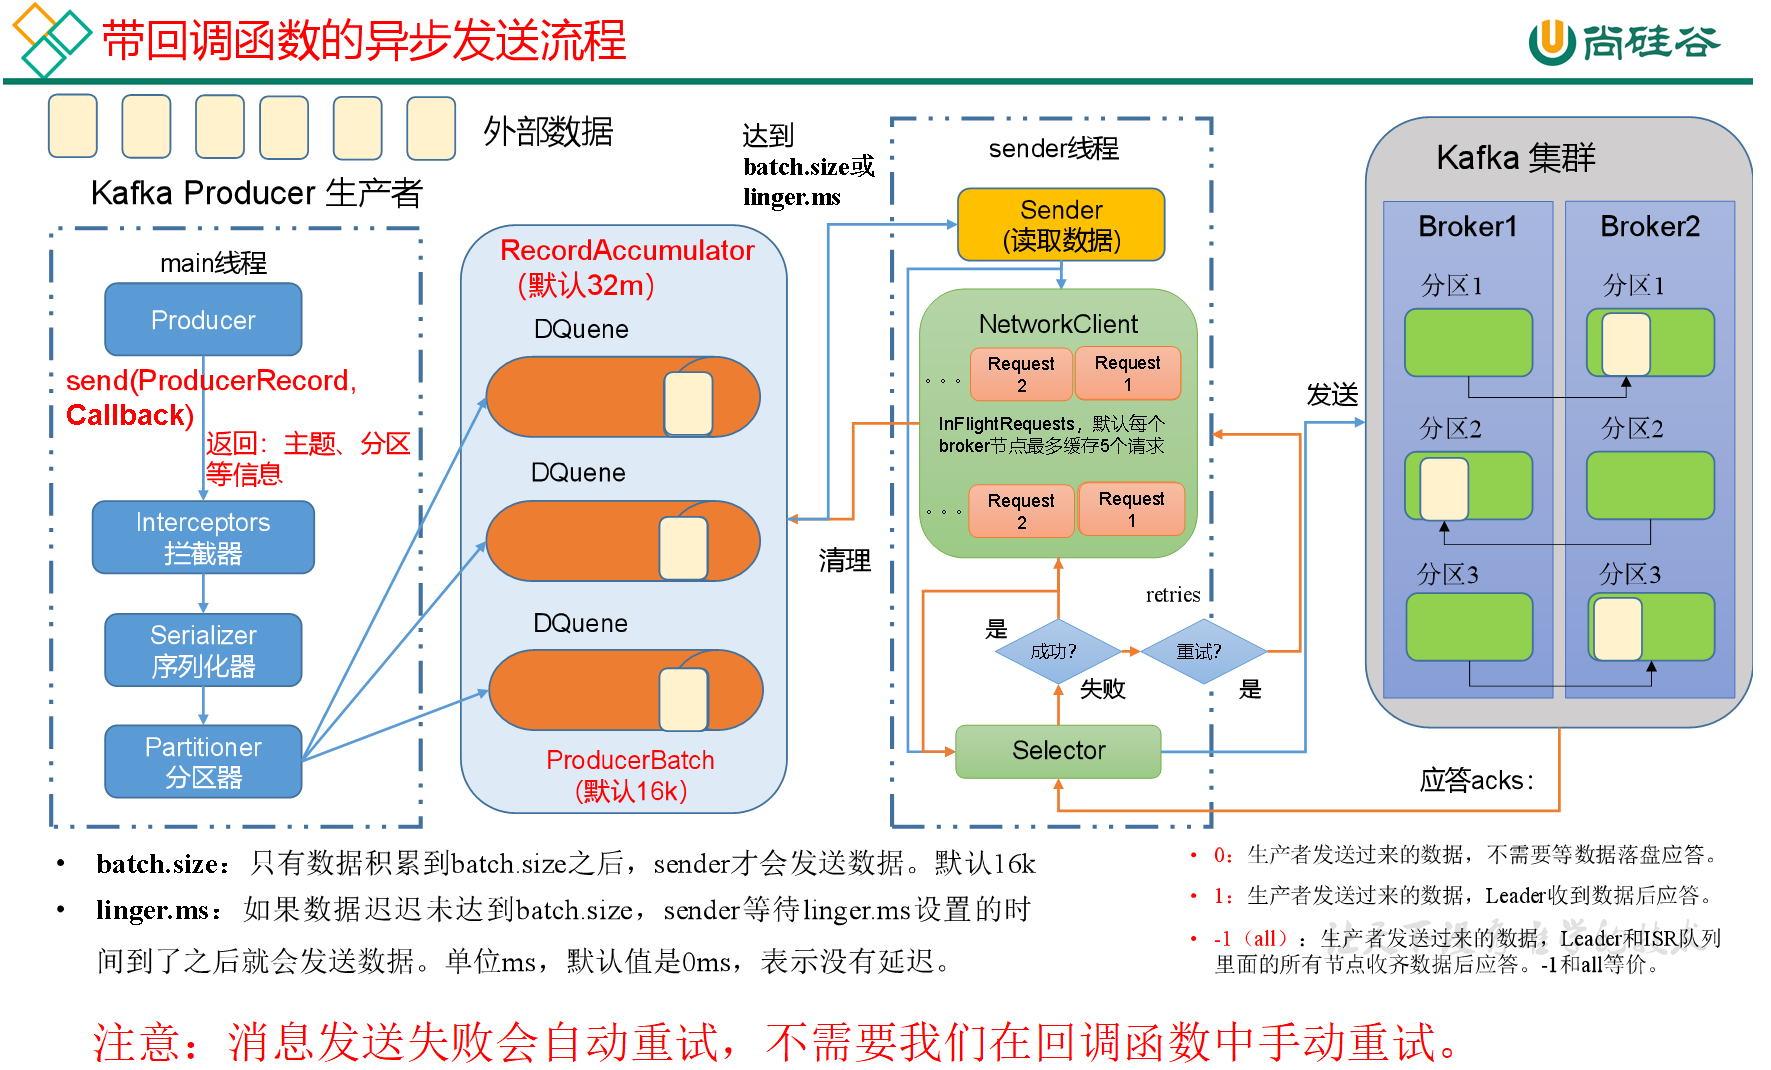 带回调函数的异步发送流程
尚硅谷
外部数据
Kafka Producer 生产者
main线程
Producer
send(ProducerRecord,
Callback)
返回：主题、分区
等信息
Interceptors
拦截器
Serializer
序列化器
Partitioner
分区器
RecordAccumulator
(默认32m)
DQuene
DQuene
DQuene
ProducerBatch
(默认16k)
达到
batch.size或
linger.ms
清理
sender线程
Sender
(读取数据)
NetworkClient
Request
2
Request
1
。。。
InFlightRequests，默认每个
broker节点最多缓存5个请求
Request
2
Request
1
。。。
retries
是
成功?
重试?
失败
是
Selector
发送
Kafka 集群
Broker1
Broker2
分区1
分区1
分区2
分区2
分区3
分区3
应答acks：
• batch.size：只有数据积累到batch.size之后，sender才会发送数据。默认16k
• linger.ms：如果数据迟迟未达到batch.size，sender等待linger.ms设置的时
间到了之后就会发送数据。单位ms，默认值是0ms，表示没有延迟。
• 0：生产者发送过来的数据，不需要等数据落盘应答。
• 1：生产者发送过来的数据，Leader收到数据后应答。
• -1（all）：生产者发送过来的数据，Leader和ISR队列
里面的所有节点收齐数据后应答。-1和all等价。
让天下没有难学的技术
注意：消息发送失败会自动重试，不需要我们在回调函数中手动重试。